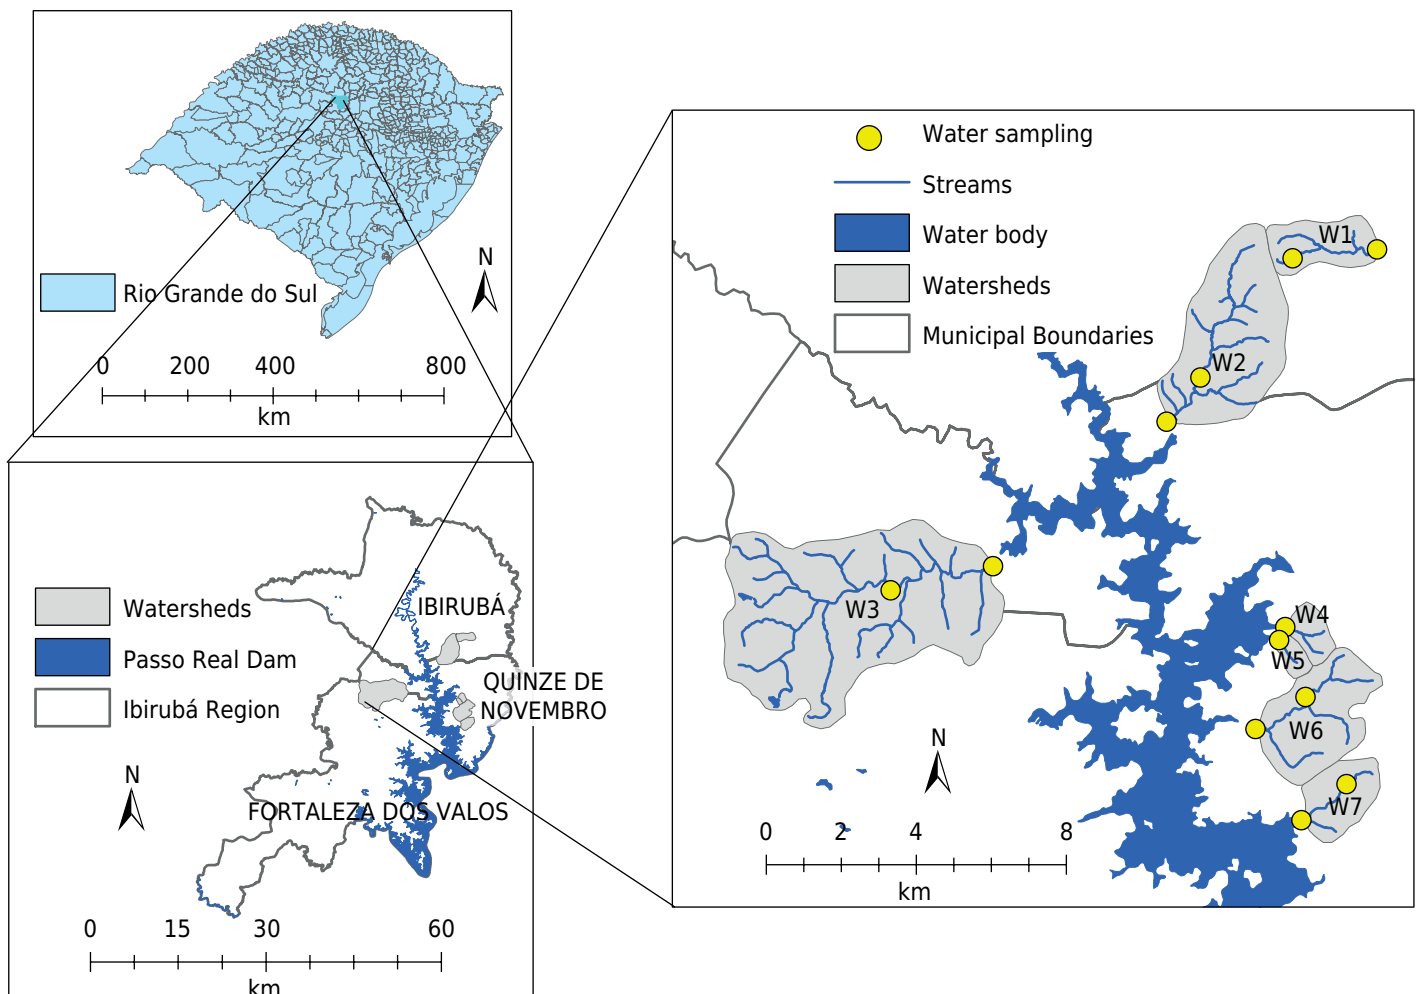 N
Rio Grande do Sul
0 200 400 800
km
Watersheds
Passo Real Dam
Ibirubá Region
IBIRUBÁ
QUINZE DE
NOVEMBRO
N
FORTALEZA DOS VALOS
0 15 30 60
km
Water sampling
Streams
Water body
Watersheds
Municipal Boundaries
W1
W2
W3
W4
W5
W6
W7
N
0 2 4 8
km